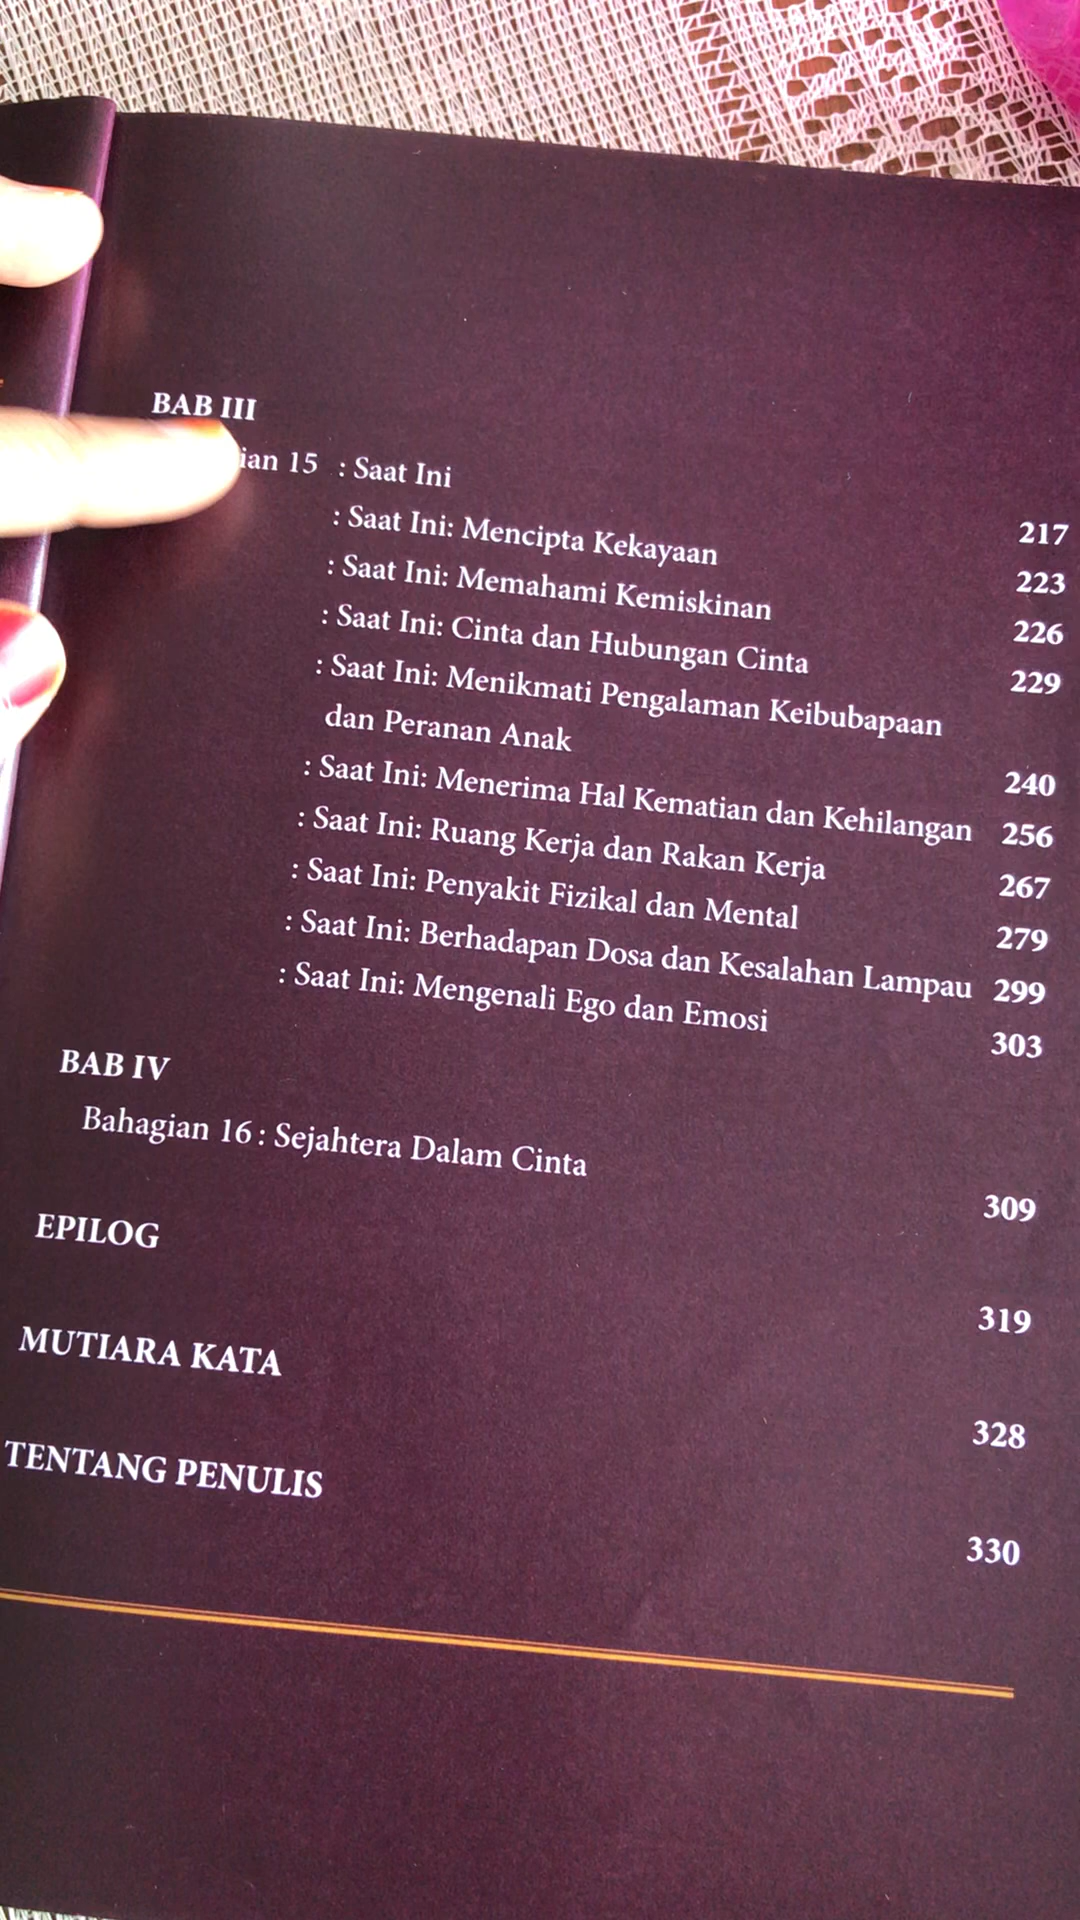 BAB III
15 : Saat Ini 217
: Saat Ini: Mencipta Kekayaan 223
: Saat Ini: Memahami Kemiskinan 226
: Saat Ini: Cinta dan Hubungan Cinta 229
: Saat Ini: Menikmati Pengalaman Keibubapaan
dan Peranan Anak 240
: Saat Ini: Menerima Hal Kematian dan Kehilangan 256
: Saat Ini: Ruang Kerja dan Rakan Kerja 267
: Saat Ini: Penyakit Fizikal dan Mental 279
: Saat Ini: Berhadapan Dosa dan Kesalahan Lampau 299
: Saat Ini: Mengenali Ego dan Emosi 303
BAB IV
Bahagian 16 : Sejahtera Dalam Cinta 309
EPILOG 319
MUTIARA KATA 328
TENTANG PENULIS 330